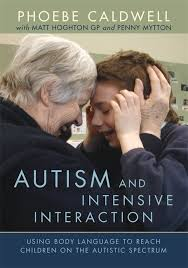 PHOEBE CALDWELL
with MATT HOGHTON GP and PENNY MYTTON
AUTISM AND
INTENSIVE
INTERACTION
USING BODY LANGUAGE TO REACH
CHILDREN ON THE AUTISTIC SPECTRUM